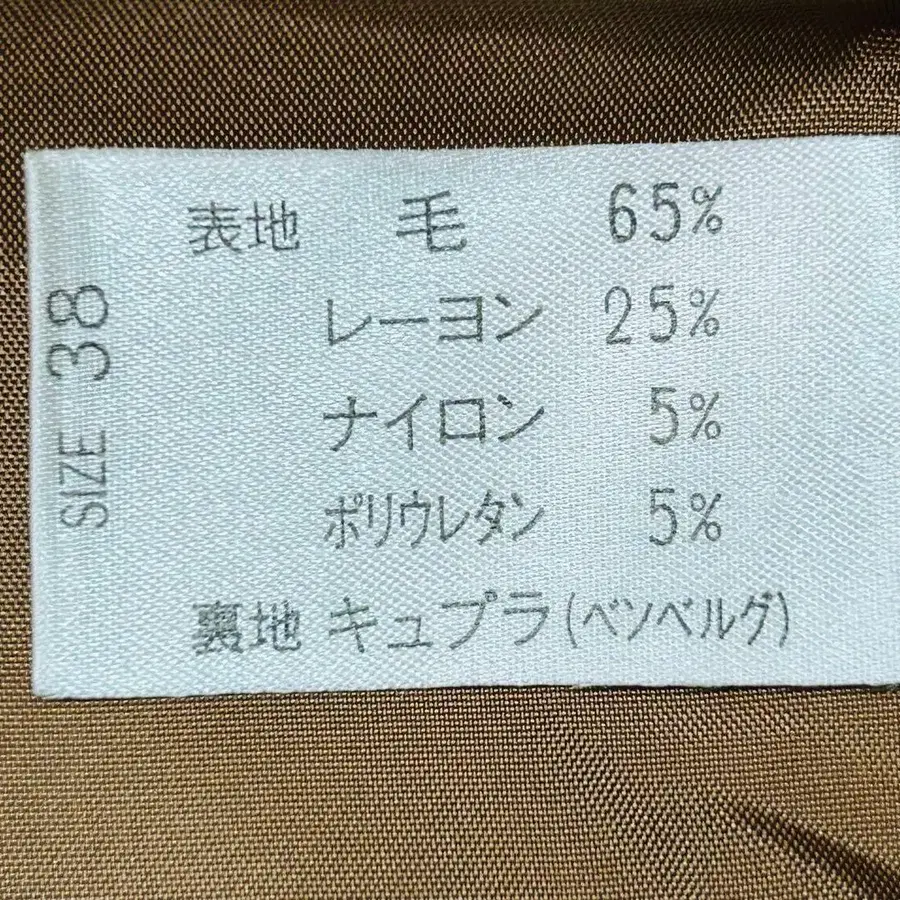 表地 毛 65%
レーヨン 25%
ナイロン 5%
ポリウレタン 5%
裏地 キュプラ(ベンベルグ)
SIZE 38